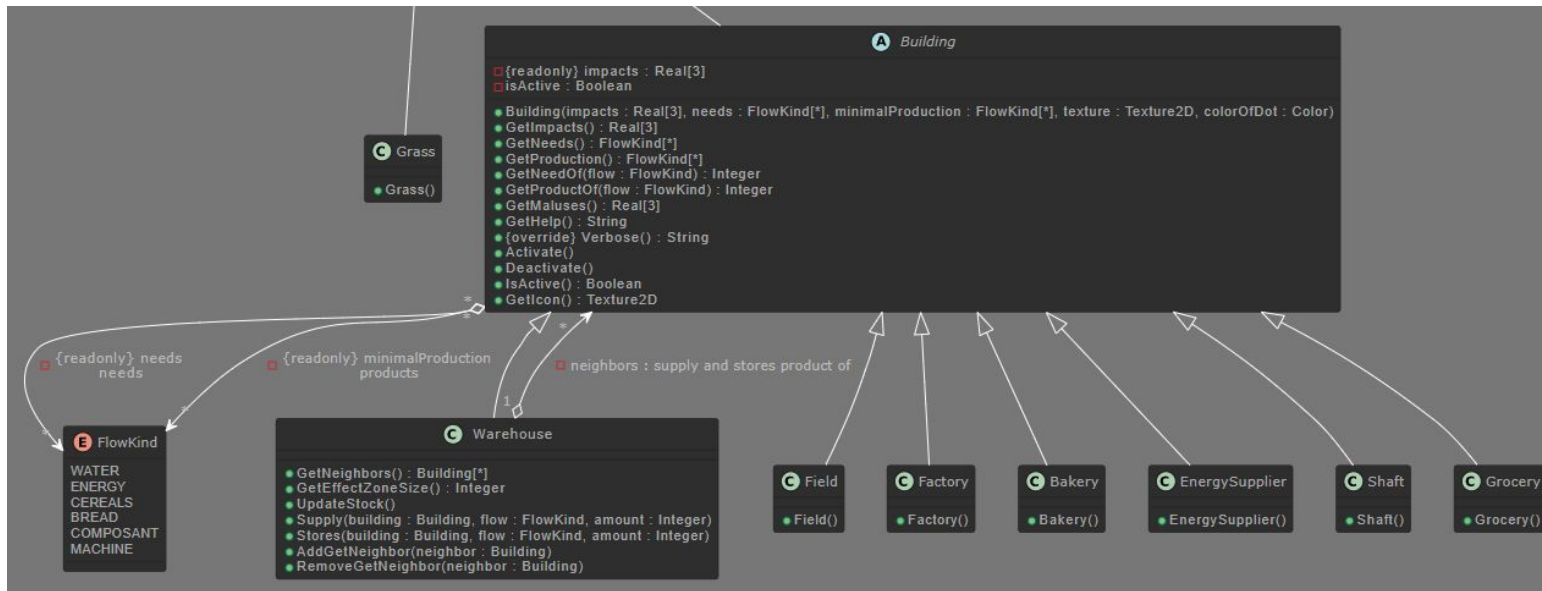 A Building
{readonly} impacts : Real[3]
isActive : Boolean
Building(impacts : Real[3], needs : FlowKind[*], minimalProduction : FlowKind[*], texture : Texture2D, colorOfDot : Color)
GetImpacts() : Real[3]
GetNeeds() : FlowKind[*]
GetProduction() : FlowKind[*]
GetNeedOf(flow : FlowKind) : Integer
GetProductOf(flow : FlowKind) : Integer
GetMaluses() : Real[3]
GetHelp() : String
{override} Verbose() : String
Activate()
Deactivate()
IsActive() : Boolean
GetIcon() : Texture2D
C Grass
Grass()
*
*
*
{readonly} needs
needs
{readonly} minimalProduction
products
neighbors : supply and stores product of
*
*
1
E FlowKind
WATER
ENERGY
CEREALS
BREAD
COMPOSANT
MACHINE
C Warehouse
GetNeighbors() : Building[*]
GetEffectZoneSize() : Integer
UpdateStock()
Supply(building : Building, flow : FlowKind, amount : Integer)
Stores(building : Building, flow : FlowKind, amount : Integer)
AddGetNeighbor(neighbor : Building)
RemoveGetNeighbor(neighbor : Building)
C Field
Field()
C Factory
Factory()
C Bakery
Bakery()
C EnergySupplier
EnergySupplier()
C Shaft
Shaft()
C Grocery
Grocery()